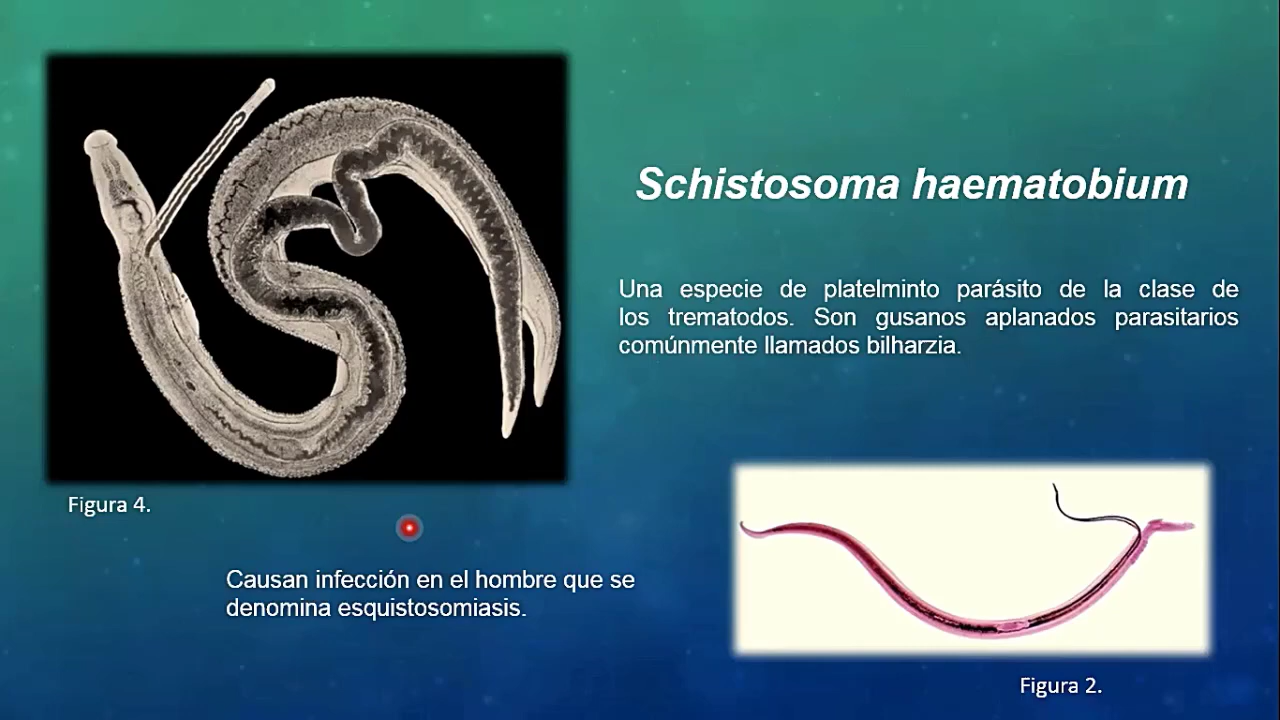 Schistosoma haematobium
Una especie de platelminto parásito de la clase de
los trematodos. Son gusanos aplanados parasitarios
comúnmente llamados bilharzia.
Figura 4.
Causan infección en el hombre que se
denomina esquistosomiasis.
Figura 2.